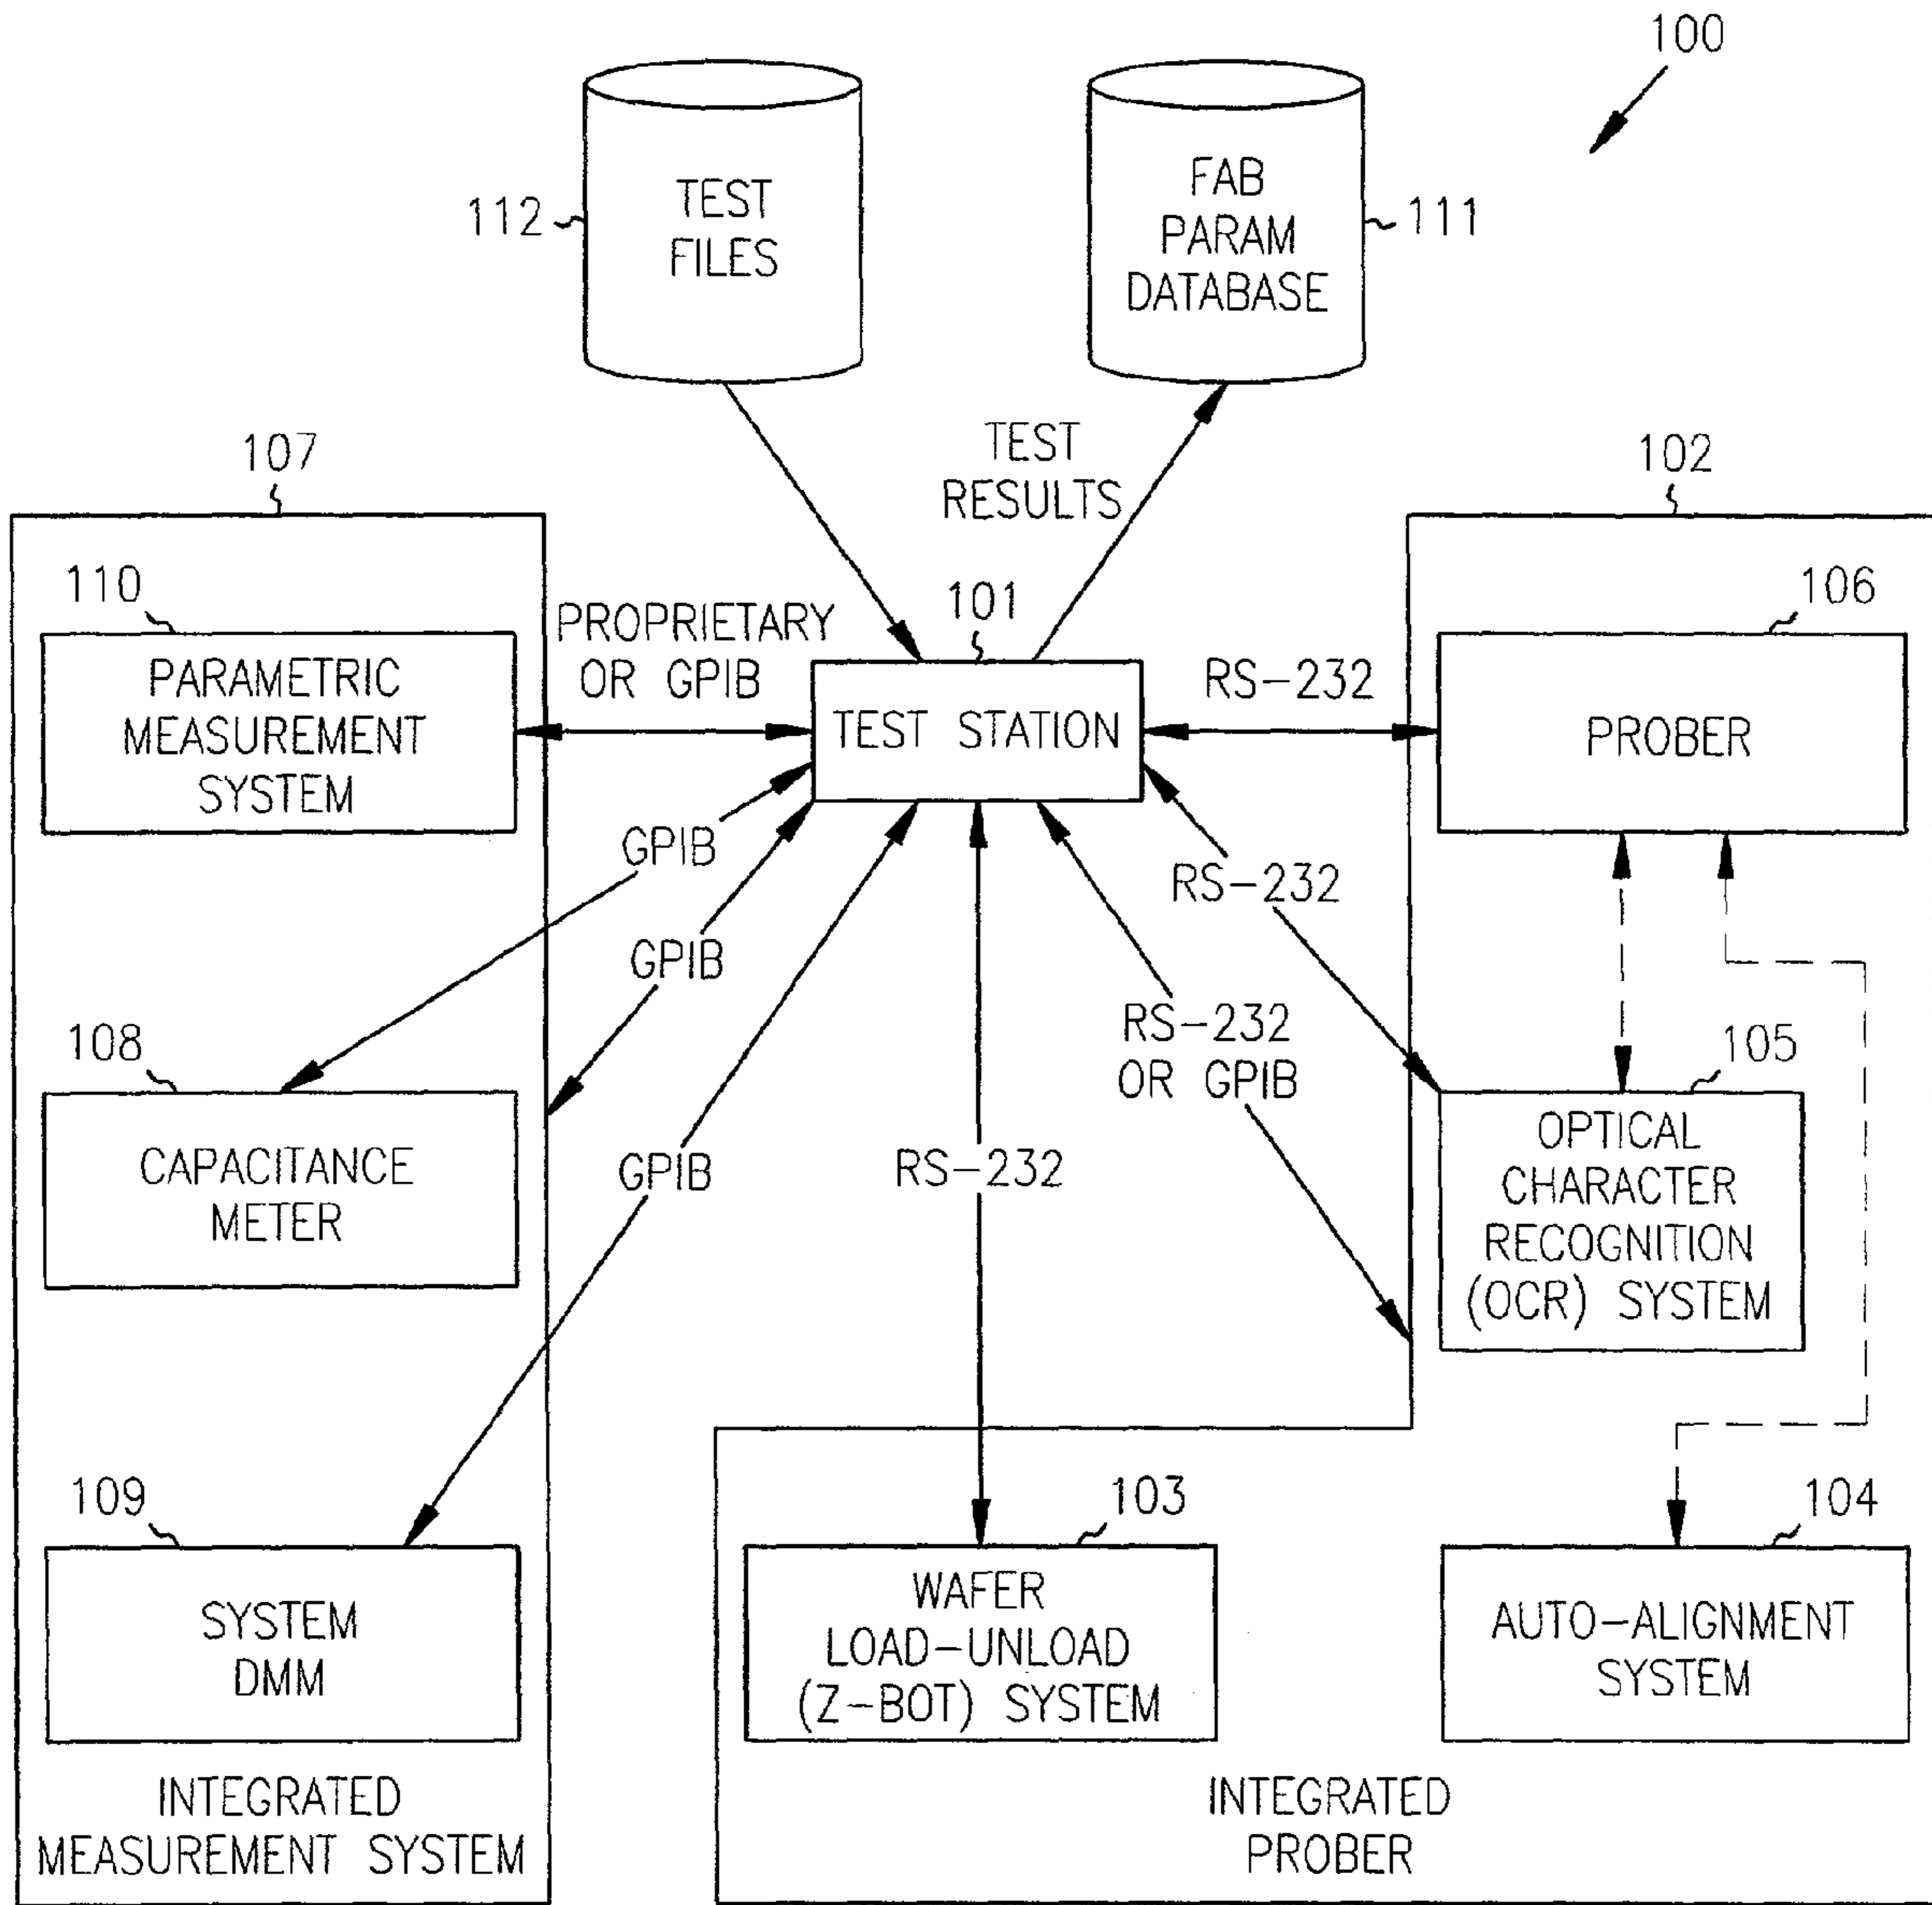 100
TEST
FILES
112
FAB
PARAM
DATABASE
111
TEST
RESULTS
107
102
110
PARAMETRIC
MEASUREMENT
SYSTEM
PROPRIETARY
OR GPIB
101
TEST STATION
RS-232
106
PROBER
GPIB
RS-232
GPIB
108
CAPACITANCE
METER
GPIB
RS-232
RS-232
OR GPIB
105
OPTICAL
CHARACTER
RECOGNITION
(OCR) SYSTEM
109
SYSTEM
DMM
103
WAFER
LOAD-UNLOAD
(Z-BOT) SYSTEM
104
AUTO-ALIGNMENT
SYSTEM
INTEGRATED
MEASUREMENT SYSTEM
INTEGRATED
PROBER